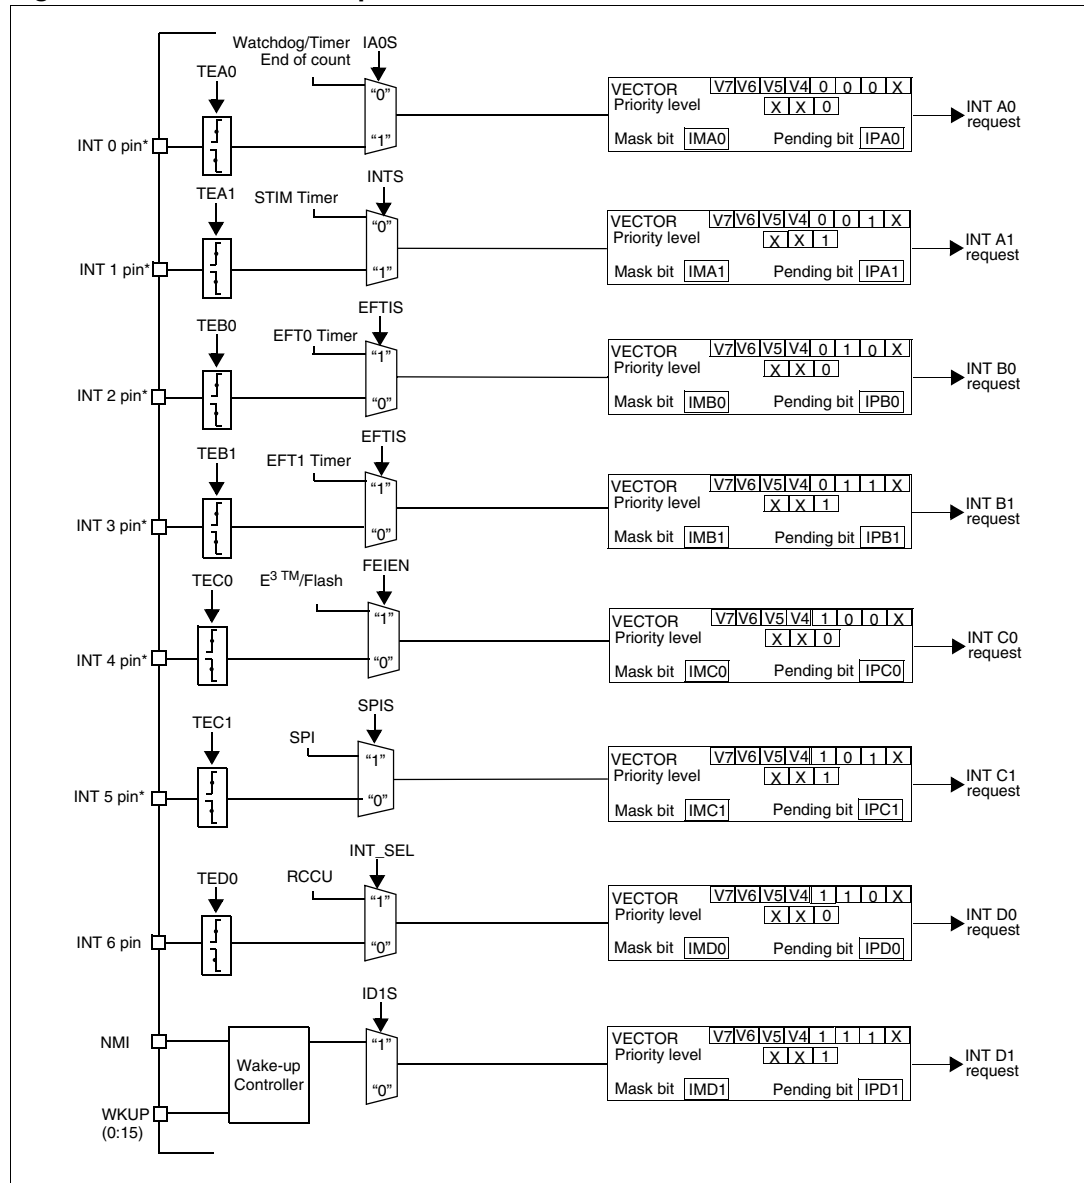 Watchdog/Timer IA0S
End of count
TEA0
"0"
VECTOR V7 V6 V5 V4 0 0 0 X
Priority level X X 0
INT A0
request
INT 0 pin*
"1"
Mask bit IMA0 Pending bit IPA0
TEA1
STIM Timer
INTS
"0"
VECTOR V7 V6 V5 V4 0 0 1 X
Priority level X X 1
INT A1
request
INT 1 pin*
"1"
Mask bit IMA1 Pending bit IPA1
TEB0
EFT0 Timer
EFTIS
"1"
VECTOR V7 V6 V5 V4 0 1 0 X
Priority level X X 0
INT B0
request
INT 2 pin*
"0"
Mask bit IMB0 Pending bit IPB0
TEB1
EFT1 Timer
EFTIS
"1"
VECTOR V7 V6 V5 V4 0 1 1 X
Priority level X X 1
INT B1
request
INT 3 pin*
"0"
Mask bit IMB1 Pending bit IPB1
TEC0
E3 TM/Flash
FEIEN
"1"
VECTOR V7 V6 V5 V4 1 0 0 X
Priority level X X 0
INT C0
request
INT 4 pin*
"0"
Mask bit IMC0 Pending bit IPC0
TEC1
SPI
SPIS
"1"
VECTOR V7 V6 V5 V4 1 0 1 X
Priority level X X 1
INT C1
request
INT 5 pin*
"0"
Mask bit IMC1 Pending bit IPC1
TED0
RCCU
INT_SEL
"1"
VECTOR V7 V6 V5 V4 1 1 0 X
Priority level X X 0
INT D0
request
INT 6 pin
"0"
Mask bit IMD0 Pending bit IPD0
ID1S
NMI
"1"
VECTOR V7 V6 V5 V4 1 1 1 X
Priority level X X 1
INT D1
request
Wake-up
Controller
"0"
Mask bit IMD1 Pending bit IPD1
WKUP
(0:15)